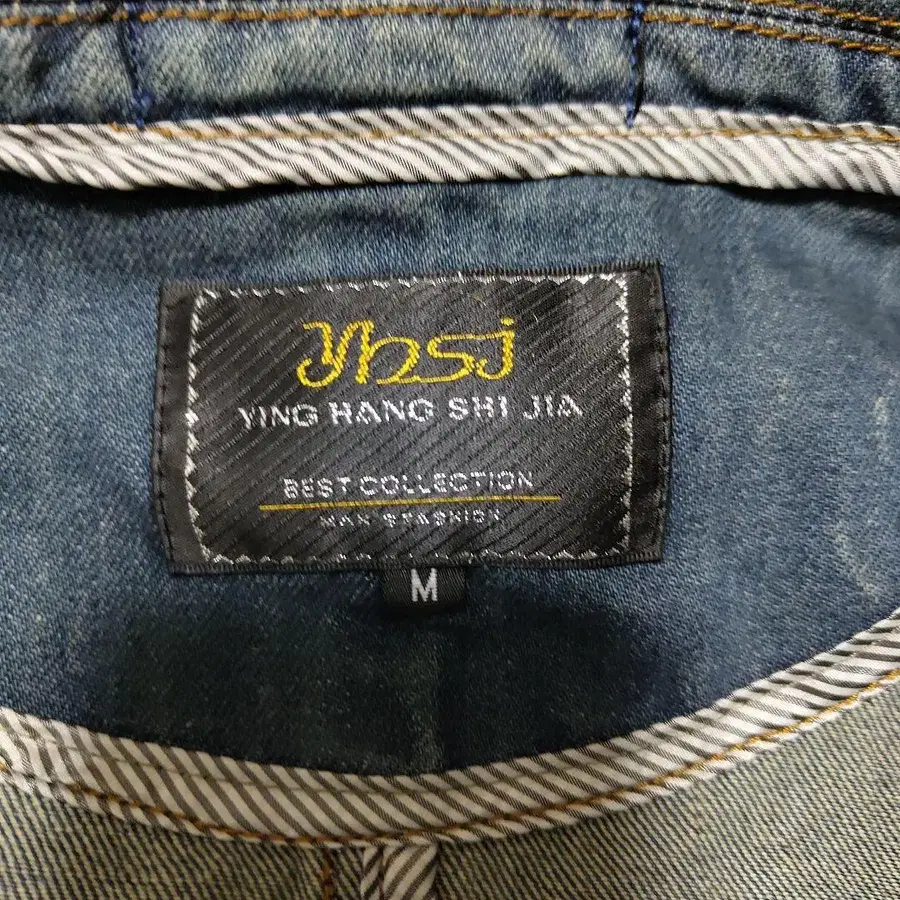 yhsj
YING HANG SHI JIA
BEST COLLECTION
M